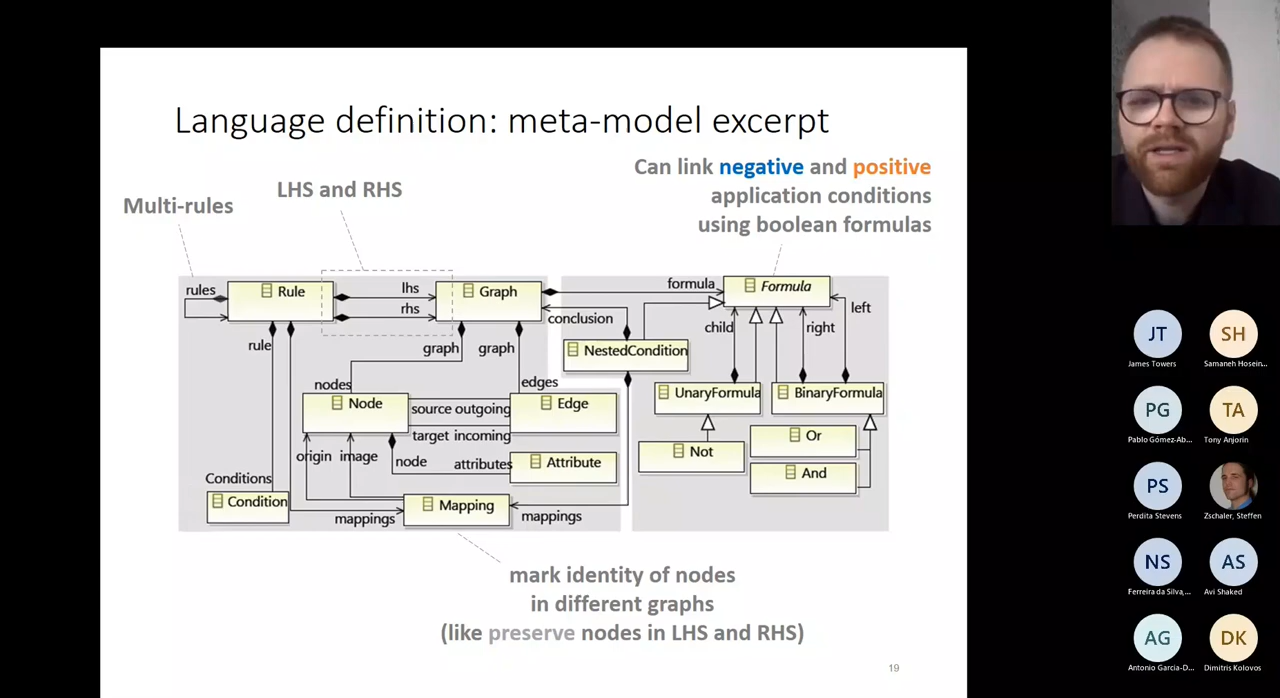 Language definition: meta-model excerpt
Can link negative and positive
application conditions
using boolean formulas
LHS and RHS
Multi-rules
rules
Rule
lhs
rhs
Graph
formula
Formula
conclusion
child
right
left
rule
graph
graph
NestedCondition
nodes
edges
UnaryFormula
BinaryFormula
Node
source outgoing
Edge
target incoming
Or
origin
image
node
attributes
Attribute
Not
And
Conditions
Condition
mappings
Mapping
mappings
mark identity of nodes
in different graphs
(like preserve nodes in LHS and RHS)
19
JT
James Towers
SH
Samaneh Hosein...
PG
Pablo Gómez-Ab...
TA
Tony Anjorin
PS
Perdita Stevens
Zschaler, Steffen
NS
Ferreira da Silva,...
AS
Avi Shaked
AG
Antonio Garcia-D...
DK
Dimitris Kolovos